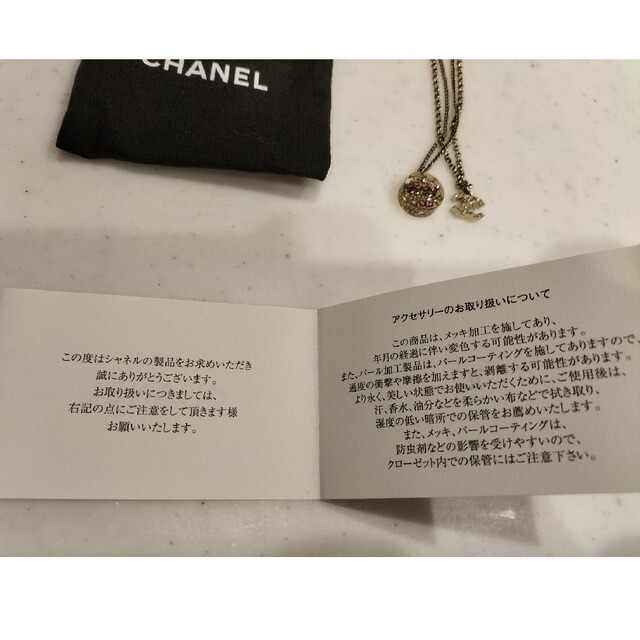 CHANEL
この度はシャネルの製品をお求めいただき
誠にありがとうございます。
お取り扱いにつきましては、
右記の点にご注意をして頂きます様
お願いいたします。
アクセサリーのお取り扱いについて
この商品は、メッキ加工を施してあり、
年月の経過に伴い変色する可能性があります。
また、パール加工製品は、パールコーティングを施してありますので、
過度の衝撃や摩擦を加えますと、剥離する可能性があります。
より永く、美しい状態でお使いいただくために、ご使用後は、
汗、香水、油分などを柔らかい布などで拭き取り、
湿度の低い暗所での保管をお薦めいたします。
また、メッキ、パールコーティングは、
防虫剤などの影響を受けやすいので、
クローゼット内での保管にはご注意下さい。